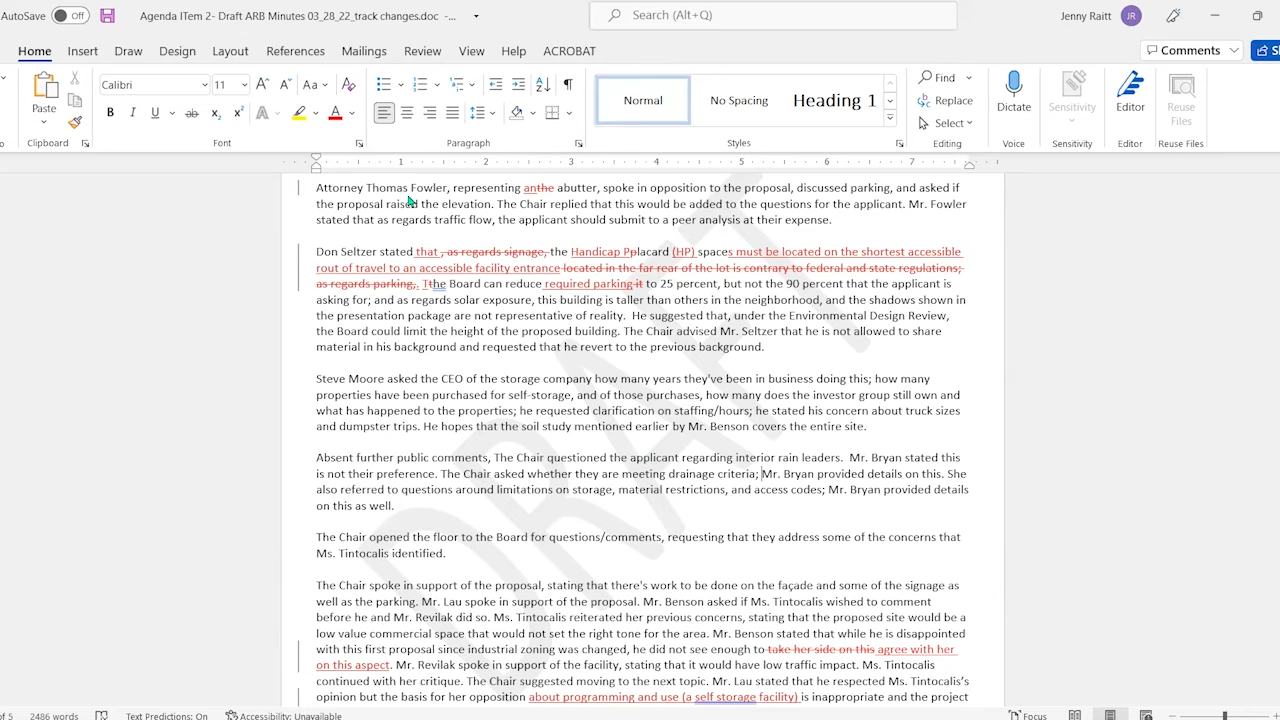 AutoSave Off Agenda ITem 2- Draft ARB Minutes 03_28_22_track changes.doc -... Search (Alt+Q) Jenny Raitt JR
Home Insert Draw Design Layout References Mailings Review View Help ACROBAT Comments Sh
Paste Calibri 11 Aa Normal No Spacing Heading 1 Find Replace Select Dictate Sensitivity Editor Reuse Files
B I U ab x₂ x² A A
Clipboard Font Paragraph Styles Editing Voice Sensitivity Editor Reuse Files
1 2 3 4 5 6 7
DRAFT
Attorney Thomas Fowler, representing anthe abutter, spoke in opposition to the proposal, discussed parking, and asked if
the proposal raised the elevation. The Chair replied that this would be added to the questions for the applicant. Mr. Fowler
stated that as regards traffic flow, the applicant should submit to a peer analysis at their expense.
Don Seltzer stated that , as regards signage, the Handicap Pplacard (HP) spaces must be located on the shortest accessible
rout of travel to an accessible facility entrance located in the far rear of the lot is contrary to federal and state regulations;
as regards parking,. Tthe Board can reduce required parking it to 25 percent, but not the 90 percent that the applicant is
asking for; and as regards solar exposure, this building is taller than others in the neighborhood, and the shadows shown in
the presentation package are not representative of reality. He suggested that, under the Environmental Design Review,
the Board could limit the height of the proposed building. The Chair advised Mr. Seltzer that he is not allowed to share
material in his background and requested that he revert to the previous background.
Steve Moore asked the CEO of the storage company how many years they've been in business doing this; how many
properties have been purchased for self-storage, and of those purchases, how many does the investor group still own and
what has happened to the properties; he requested clarification on staffing/hours; he stated his concern about truck sizes
and dumpster trips. He hopes that the soil study mentioned earlier by Mr. Benson covers the entire site.
Absent further public comments, The Chair questioned the applicant regarding interior rain leaders. Mr. Bryan stated this
is not their preference. The Chair asked whether they are meeting drainage criteria; Mr. Bryan provided details on this. She
also referred to questions around limitations on storage, material restrictions, and access codes; Mr. Bryan provided details
on this as well.
The Chair opened the floor to the Board for questions/comments, requesting that they address some of the concerns that
Ms. Tintocalis identified.
The Chair spoke in support of the proposal, stating that there's work to be done on the façade and some of the signage as
well as the parking. Mr. Lau spoke in support of the proposal. Mr. Benson asked if Ms. Tintocalis wished to comment
before he and Mr. Revilak did so. Ms. Tintocalis reiterated her previous concerns, stating that the proposed site would be a
low value commercial space that would not set the right tone for the area. Mr. Benson stated that while he is disappointed
with this first proposal since industrial zoning was changed, he did not see enough to take her side on this agree with her
on this aspect. Mr. Revilak spoke in support of the facility, stating that it would have low traffic impact. Ms. Tintocalis
continued with her critique. The Chair suggested moving to the next topic. Mr. Lau stated that he respected Ms. Tintocalis's
opinion but the basis for her opposition about programming and use (a self storage facility) is inappropriate and the project
of 5 2486 words Text Predictions: On Accessibility: Unavailable Focus